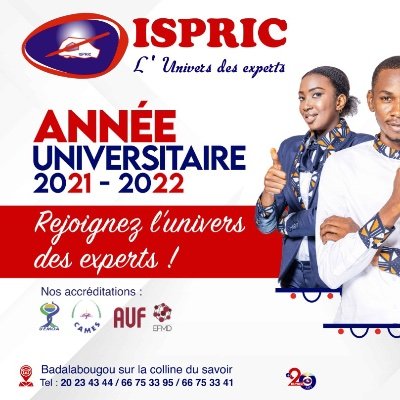 ISPRIC
ISPRIC
L' Univers des experts
ANNÉE
UNIVERSITAIRE
2021 - 2022
Rejoignez l'univers
des experts !
Nos accréditations :
CAMES
AUF
EFMD
Badalabougou sur la colline du savoir
Tel : 20 23 43 44 / 66 75 33 95 / 66 75 33 41